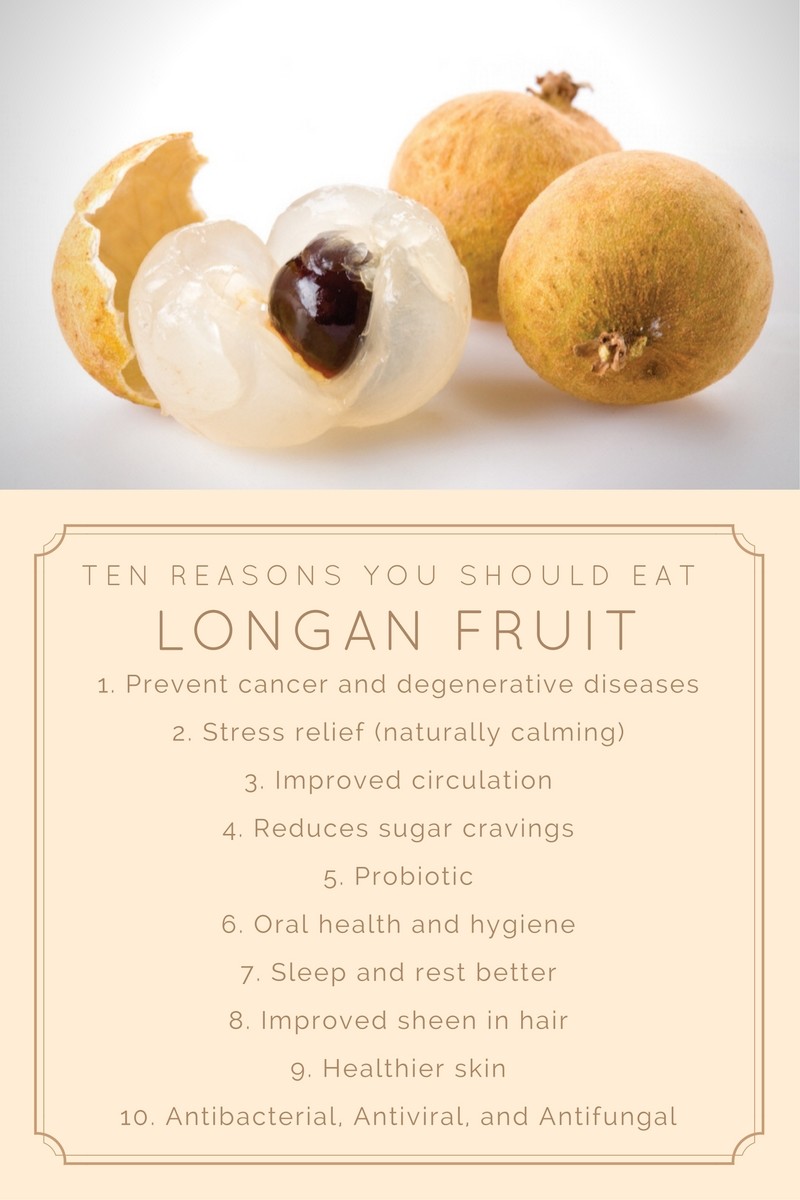 TEN REASONS YOU SHOULD EAT
LONGAN FRUIT
1. Prevent cancer and degenerative diseases
2. Stress relief (naturally calming)
3. Improved circulation
4. Reduces sugar cravings
5. Probiotic
6. Oral health and hygiene
7. Sleep and rest better
8. Improved sheen in hair
9. Healthier skin
10. Antibacterial, Antiviral, and Antifungal